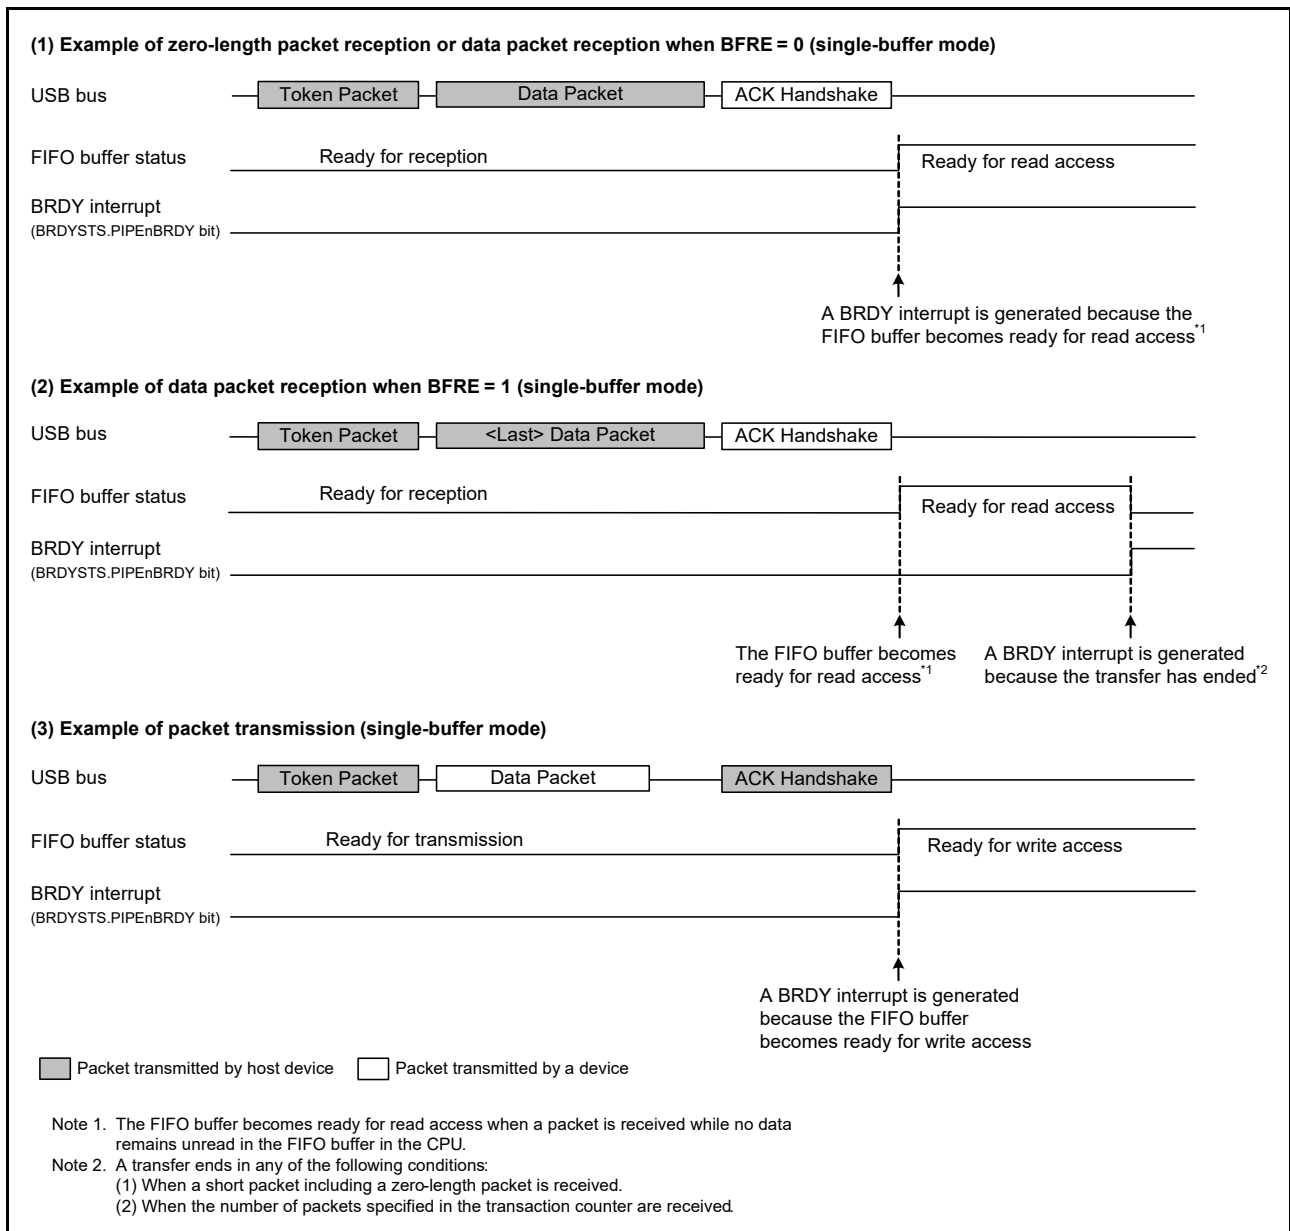 (1) Example of zero-length packet reception or data packet reception when BFRE = 0 (single-buffer mode)
USB bus
Token Packet
Data Packet
ACK Handshake
FIFO buffer status
Ready for reception
Ready for read access
BRDY interrupt
(BRDYSTS.PIPEnBRDY bit)
A BRDY interrupt is generated because the
FIFO buffer becomes ready for read access*1
(2) Example of data packet reception when BFRE = 1 (single-buffer mode)
USB bus
Token Packet
<Last> Data Packet
ACK Handshake
FIFO buffer status
Ready for reception
Ready for read access
BRDY interrupt
(BRDYSTS.PIPEnBRDY bit)
The FIFO buffer becomes
ready for read access*1
A BRDY interrupt is generated
because the transfer has ended*2
(3) Example of packet transmission (single-buffer mode)
USB bus
Token Packet
Data Packet
ACK Handshake
FIFO buffer status
Ready for transmission
Ready for write access
BRDY interrupt
(BRDYSTS.PIPEnBRDY bit)
A BRDY interrupt is generated
because the FIFO buffer
becomes ready for write access
Packet transmitted by host device
Packet transmitted by a device
Note 1. The FIFO buffer becomes ready for read access when a packet is received while no data
remains unread in the FIFO buffer in the CPU.
Note 2. A transfer ends in any of the following conditions:
(1) When a short packet including a zero-length packet is received.
(2) When the number of packets specified in the transaction counter are received.